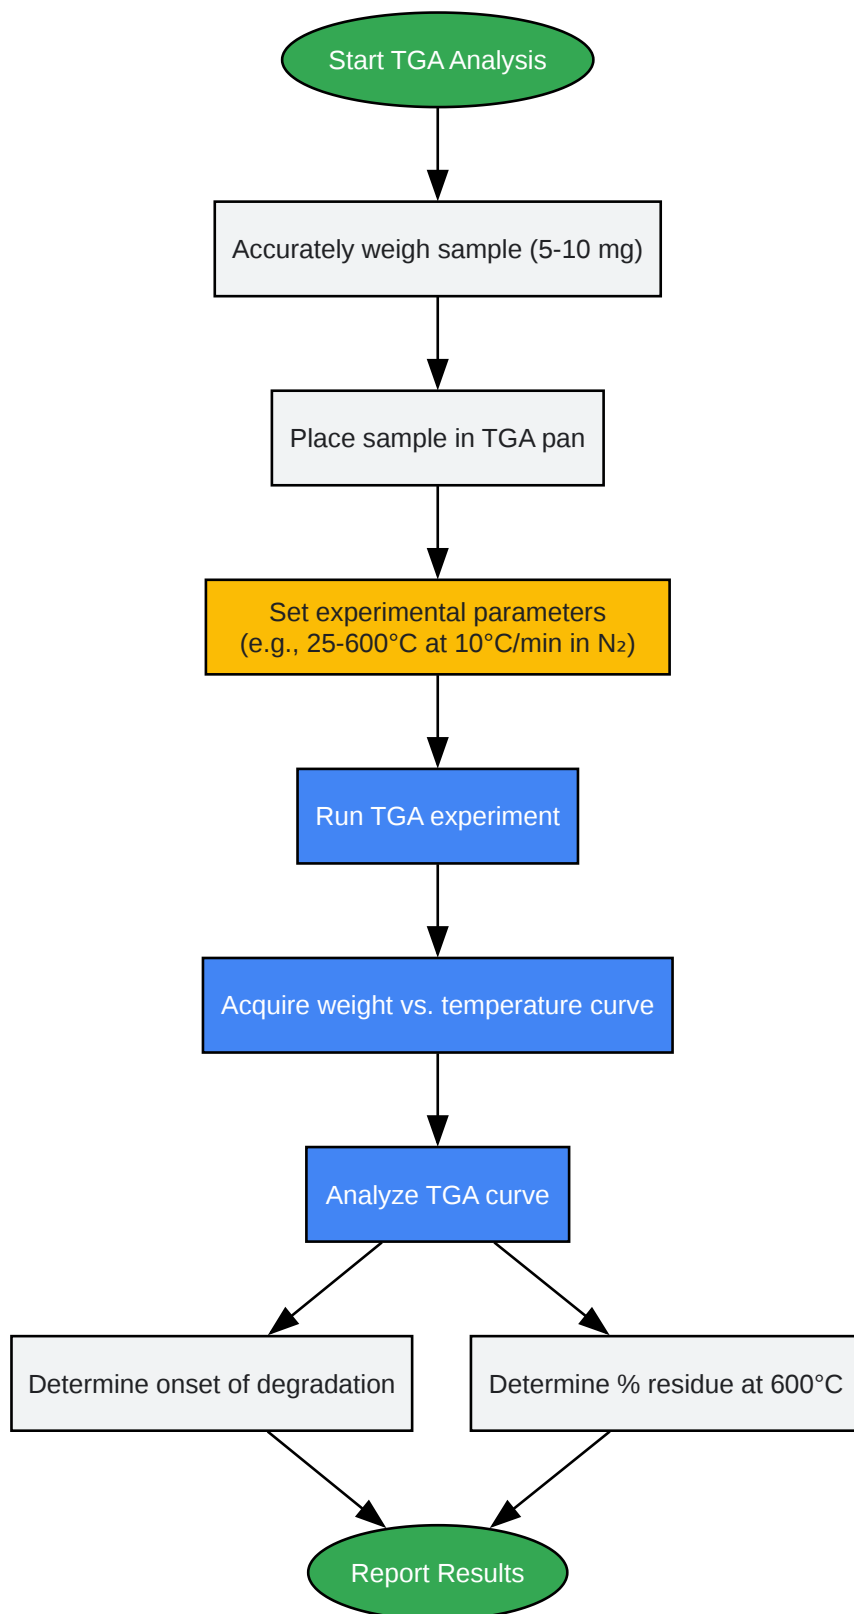 Start TGA Analysis
Accurately weigh sample (5-10 mg)
Place sample in TGA pan
Set experimental parameters
(e.g., 25-600°C at 10°C/min in N₂)
Run TGA experiment
Acquire weight vs. temperature curve
Analyze TGA curve
Determine onset of degradation
Determine % residue at 600°C
Report Results